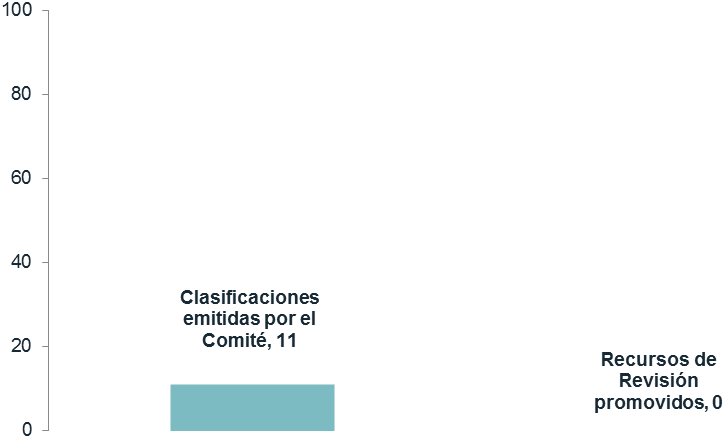 100
80
60
40
20
0
Clasificaciones
emitidas por el
Comité, 11
Recursos de
Revisión
promovidos, 0